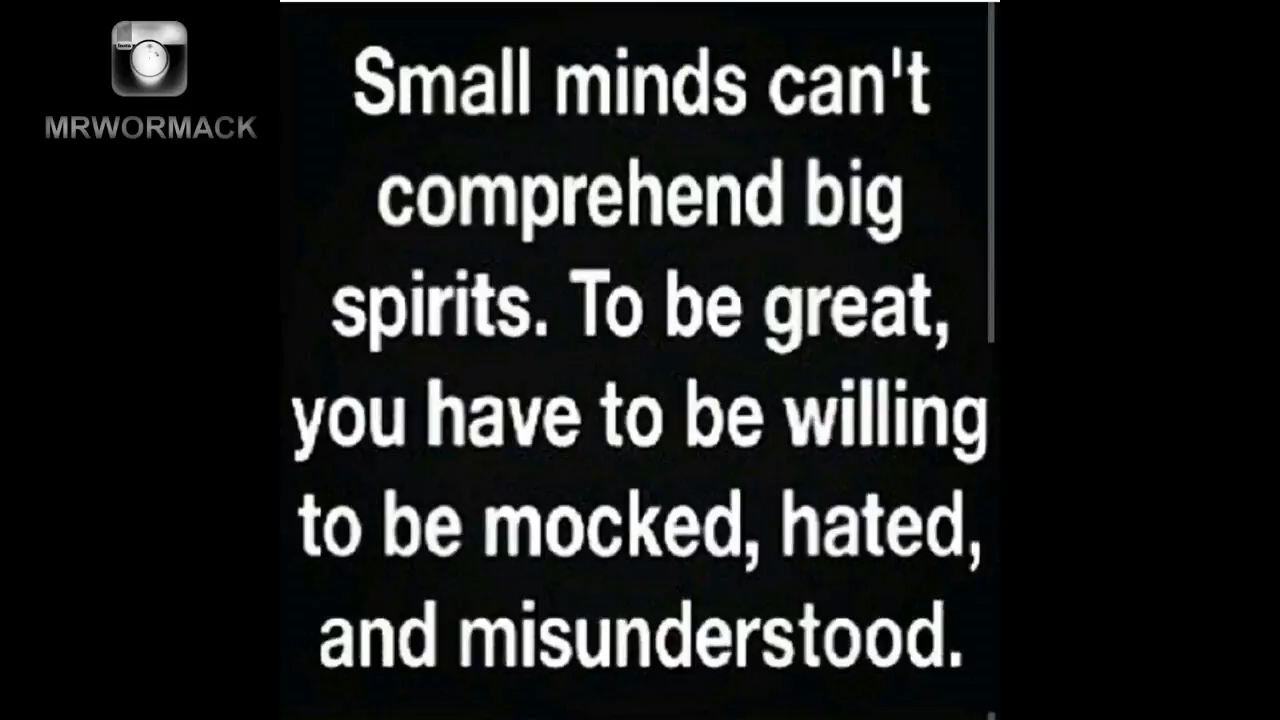 MRWORMACK
Small minds can't
comprehend big
spirits. To be great,
you have to be willing
to be mocked, hated,
and misunderstood.